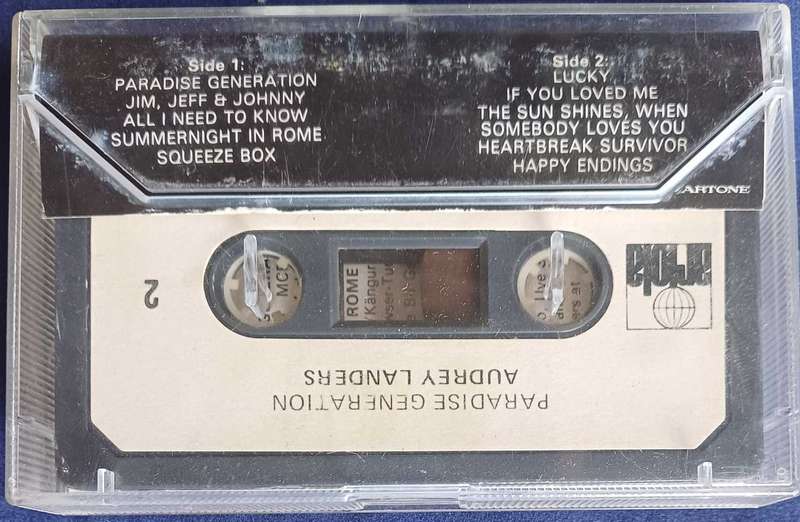 Side 1:
PARADISE GENERATION
JIM, JEFF & JOHNNY
ALL I NEED TO KNOW
SUMMERNIGHT IN ROME
SQUEEZE BOX
Side 2:
LUCKY
IF YOU LOVED ME
THE SUN SHINES, WHEN
SOMEBODY LOVES YOU
HEARTBREAK SURVIVOR
HAPPY ENDINGS
ARTONE
ariola
2
ROME
PARADISE GENERATION
AUDREY LANDERS